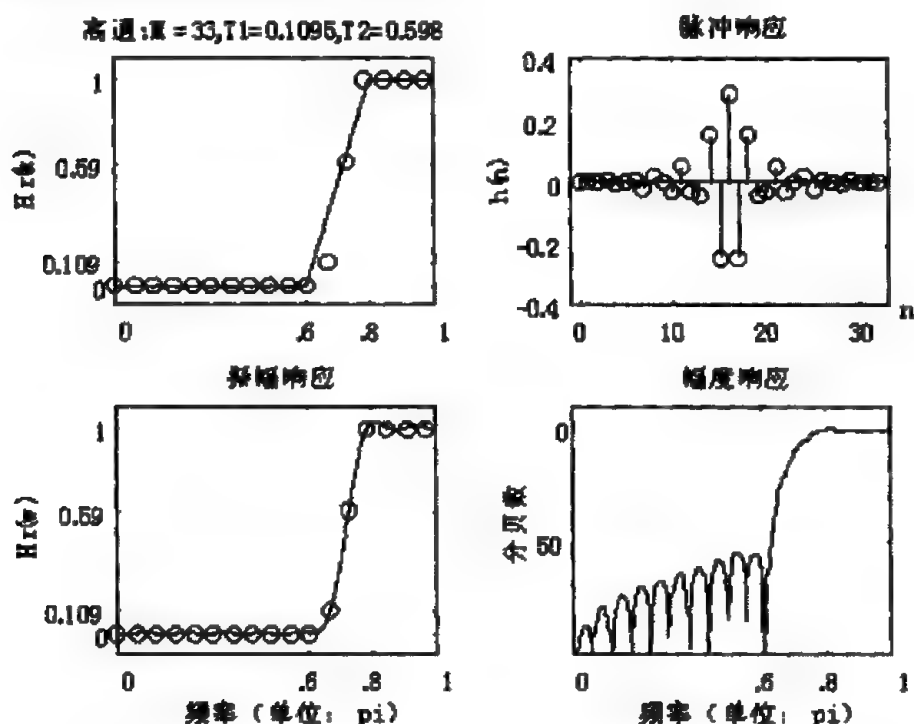 高通:M=33,T1=0.1095,T2=0.598
1
0.59
0.109
0
Hr(k)
0 .6 .8 1
脉冲响应
0.4
0.2
0
-0.2
-0.4
h(n)
0 10 20 30
n
振幅响应
1
0.59
0.109
0
Hr(w)
0 .6 .8 1
频率(单位: pi)
幅度响应
0
50
分贝数
0 .6 .8 1
频率(单位: pi)